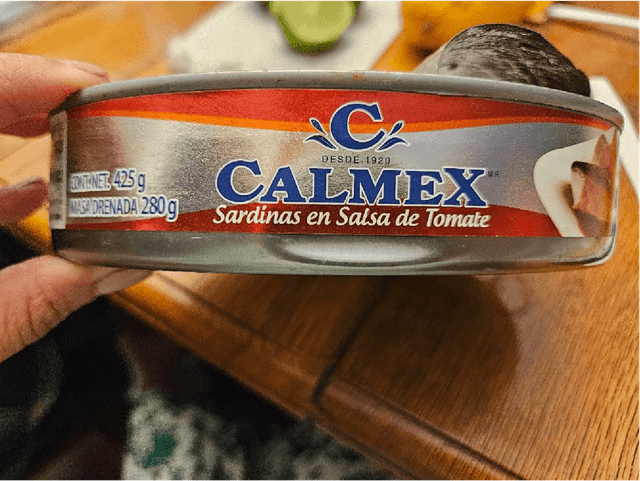 C
DESDE 1920
CALMEX MR
Sardinas en Salsa de Tomate
CONT. NET. 425 g
MASA DRENADA 280 g